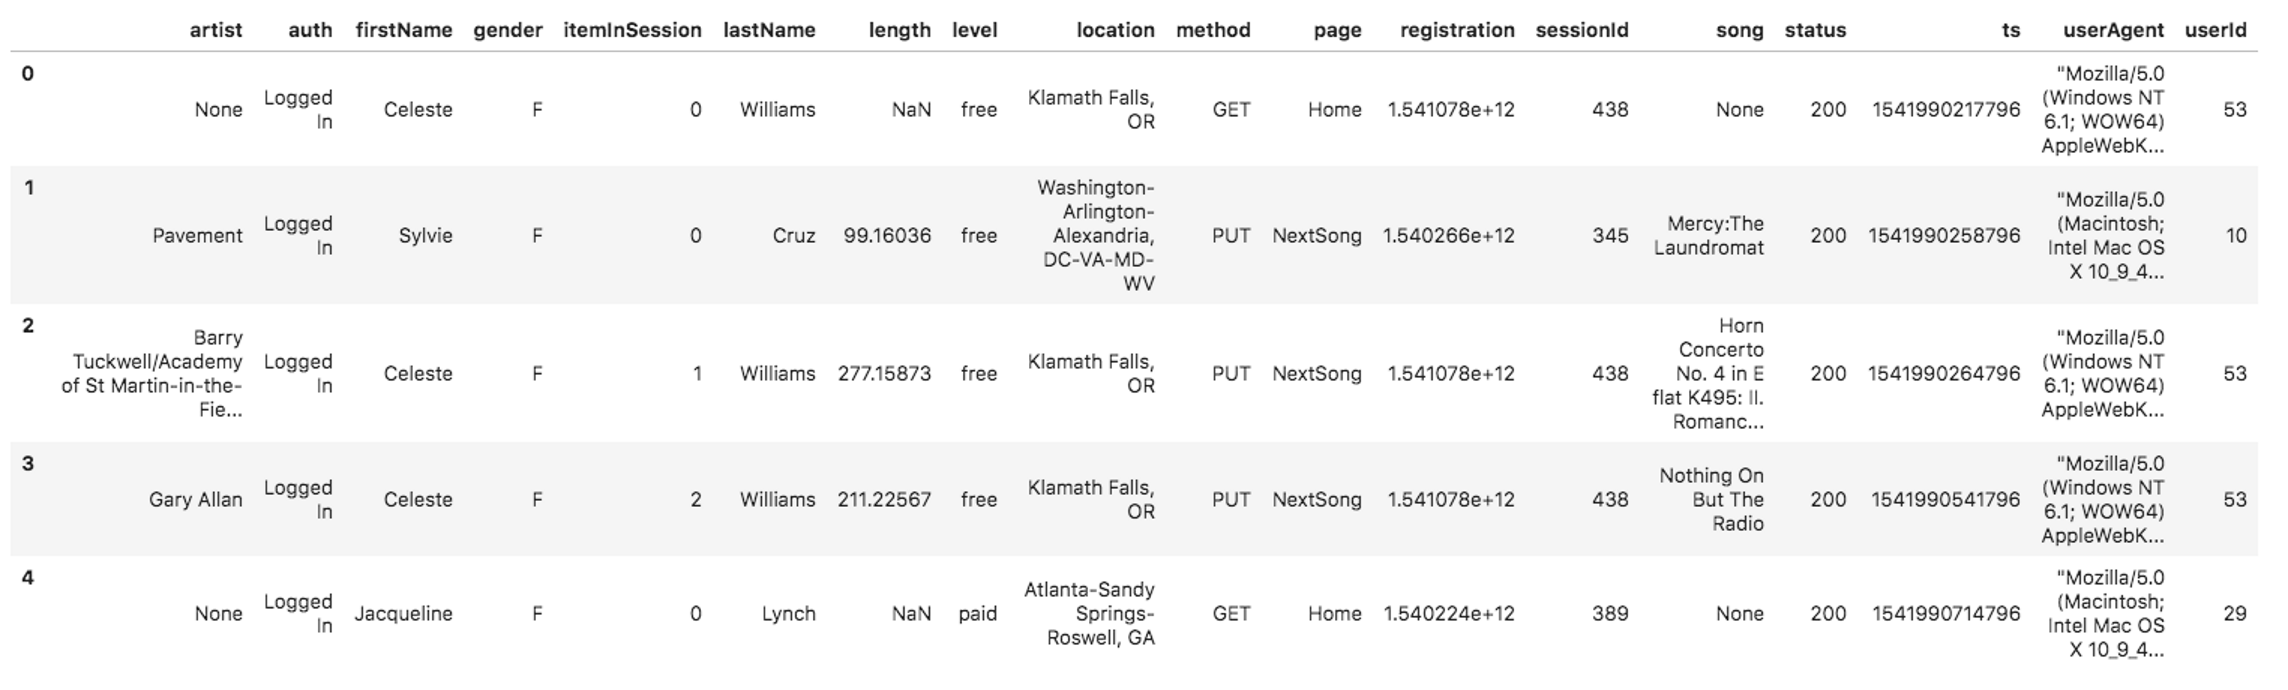 artist auth firstName gender itemInSession lastName length level location method page registration sessionId song status ts userAgent userId
0 None Logged In Celeste F 0 Williams NaN free Klamath Falls, OR GET Home 1.541078e+12 438 None 200 1541990217796 "Mozilla/5.0 (Windows NT 6.1; WOW64) AppleWebK... 53
1 Pavement Logged In Sylvie F 0 Cruz 99.16036 free Washington-Arlington-Alexandria, DC-VA-MD-WV PUT NextSong 1.540266e+12 345 Mercy:The Laundromat 200 1541990258796 "Mozilla/5.0 (Macintosh; Intel Mac OS X 10_9_4... 10
2 Barry Tuckwell/Academy of St Martin-in-the-Fie... Logged In Celeste F 1 Williams 277.15873 free Klamath Falls, OR PUT NextSong 1.541078e+12 438 Horn Concerto No. 4 in E flat K495: II. Romanc... 200 1541990264796 "Mozilla/5.0 (Windows NT 6.1; WOW64) AppleWebK... 53
3 Gary Allan Logged In Celeste F 2 Williams 211.22567 free Klamath Falls, OR PUT NextSong 1.541078e+12 438 Nothing On But The Radio 200 1541990541796 "Mozilla/5.0 (Windows NT 6.1; WOW64) AppleWebK... 53
4 None Logged In Jacqueline F 0 Lynch NaN paid Atlanta-Sandy Springs-Roswell, GA GET Home 1.540224e+12 389 None 200 1541990714796 "Mozilla/5.0 (Macintosh; Intel Mac OS X 10_9_4... 29